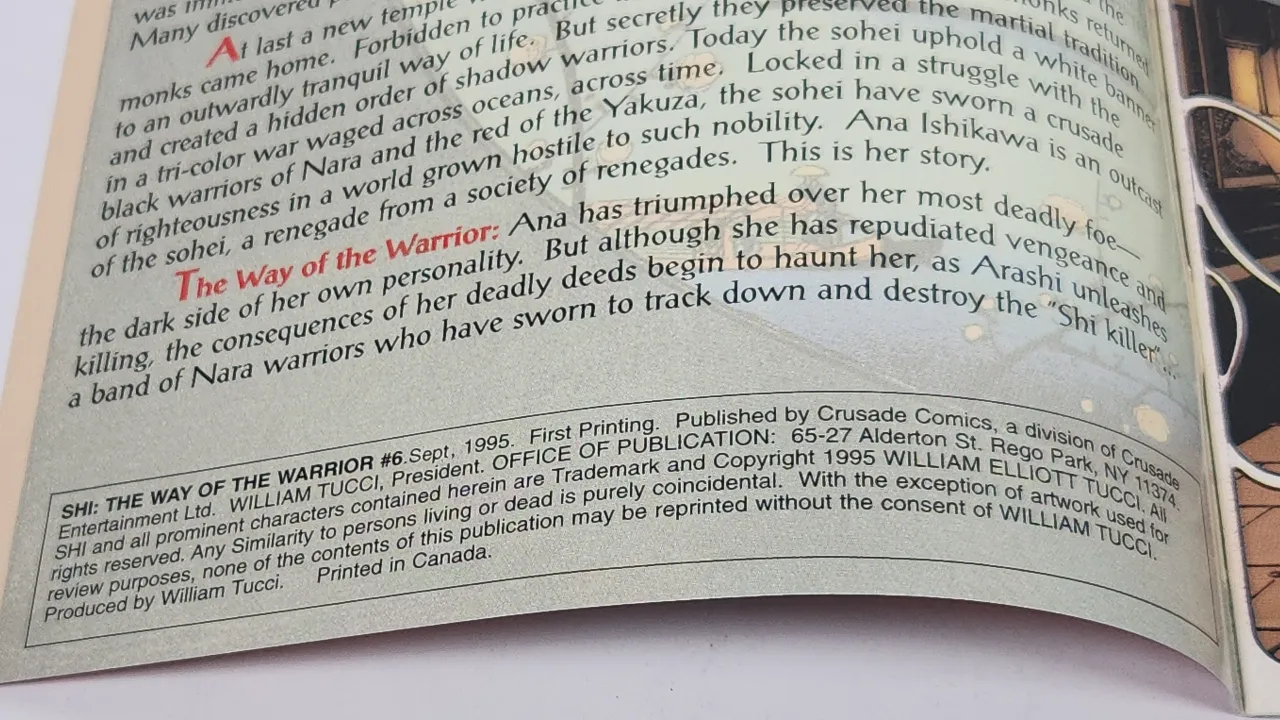 was
Many discovered
At last a new temple the
monks came home. Forbidden to practice returned
to an outwardly tranquil way of life. But secretly they preserved the martial tradition
and created a hidden order of shadow warriors. Today the sohei uphold a white banner
in a tri-color war waged across oceans, across time. Locked in a struggle with the
black warriors of Nara and the red of the Yakuza, the sohei have sworn a crusade
of righteousness in a world grown hostile to such nobility. Ana Ishikawa is an outcast
of the sohei, a renegade from a society of renegades. This is her story.
The Way of the Warrior: Ana has triumphed over her most deadly foe—
the dark side of her own personality. But although she has repudiated vengeance and
killing, the consequences of her deadly deeds begin to haunt her, as Arashi unleashes
a band of Nara warriors who have sworn to track down and destroy the "Shi killer"...
SHI: THE WAY OF THE WARRIOR #6.Sept, 1995. First Printing. Published by Crusade Comics, a division of Crusade
Entertainment Ltd. WILLIAM TUCCI, President. OFFICE OF PUBLICATION: 65-27 Alderton St. Rego Park, NY 11374.
SHI and all prominent characters contained herein are Trademark and Copyright 1995 WILLIAM ELLIOTT TUCCI. All
rights reserved. Any Similarity to persons living or dead is purely coincidental. With the exception of artwork used for
review purposes, none of the contents of this publication may be reprinted without the consent of WILLIAM TUCCI.
Produced by William Tucci. Printed in Canada.